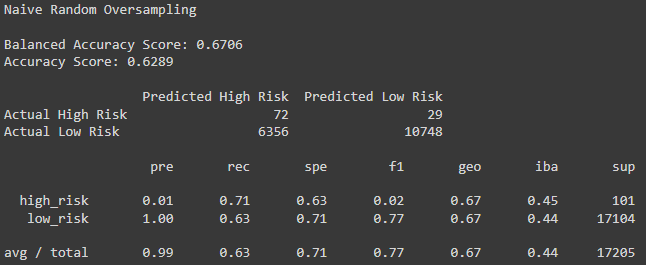 Naive Random Oversampling
Balanced Accuracy Score: 0.6706
Accuracy Score: 0.6289
Predicted High Risk  Predicted Low Risk
Actual High Risk                   72                  29
Actual Low Risk                  6356               10748
pre       rec       spe        f1       geo       iba       sup
high_risk       0.01      0.71      0.63      0.02      0.67      0.45       101
low_risk       1.00      0.63      0.71      0.77      0.67      0.44     17104
avg / total       0.99      0.63      0.71      0.77      0.67      0.44     17205